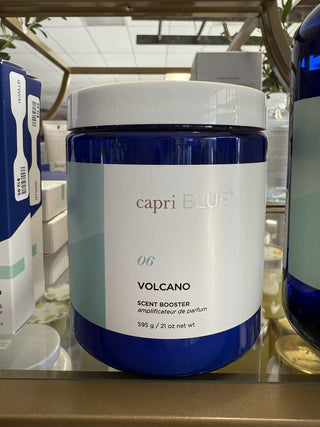 capri BLUE®
06
VOLCANO
SCENT BOOSTER
amplificateur de parfum
595 g / 21 oz net wt